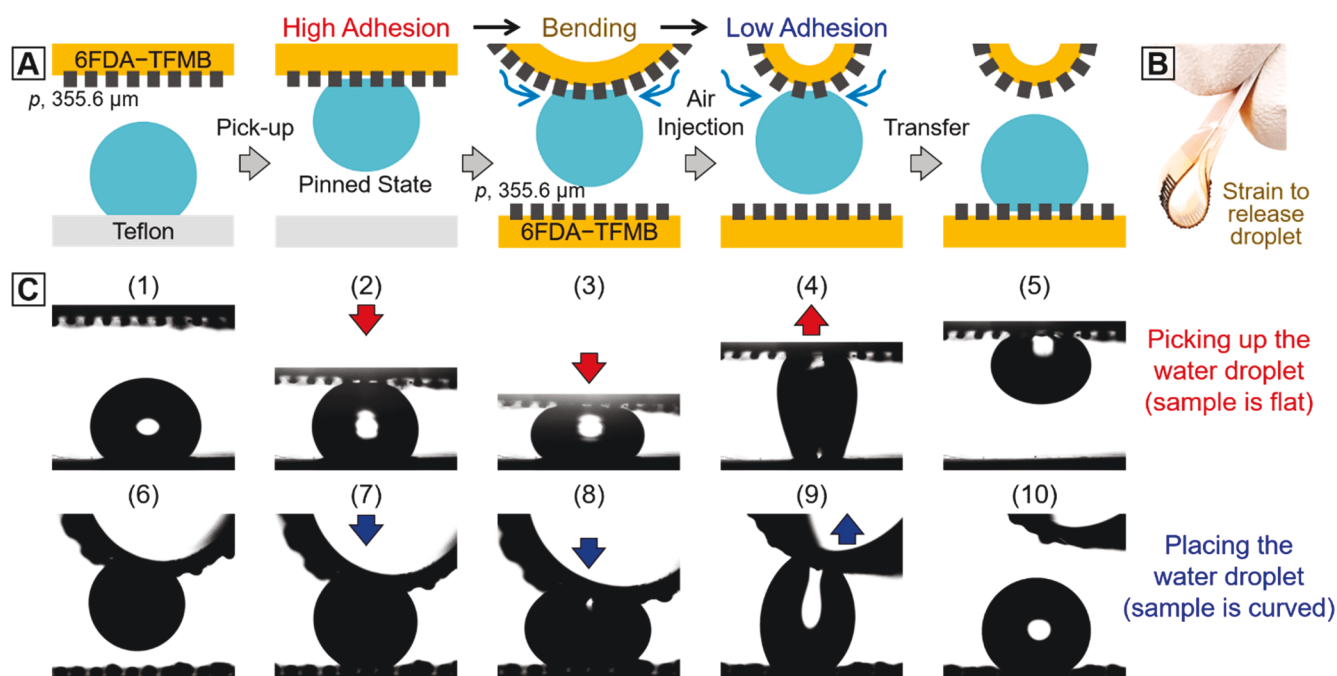 High Adhesion
Bending
Low Adhesion
A
6FDA−TFMB
p, 355.6 μm
Pick-up
Teflon
Pinned State
p, 355.6 μm
6FDA−TFMB
Air
Injection
Transfer
B
Strain to
release
droplet
C
(1)
(2)
(3)
(4)
(5)
Picking up the
water droplet
(sample is flat)
(6)
(7)
(8)
(9)
(10)
Placing the
water droplet
(sample is curved)